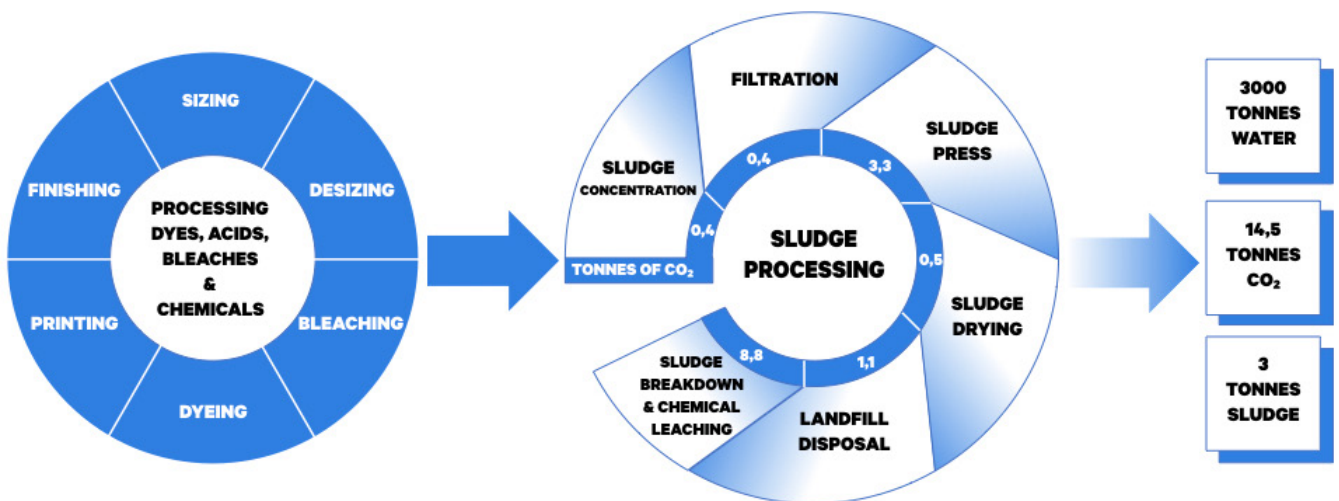 SIZING
DESIZING
BLEACHING
DYEING
PRINTING
FINISHING
PROCESSING
DYES, ACIDS,
BLEACHES
&
CHEMICALS
TONNES OF CO₂
SLUDGE
CONCENTRATION
0,4
FILTRATION
0,4
SLUDGE
PRESS
3,3
SLUDGE
DRYING
0,5
LANDFILL
DISPOSAL
1,1
SLUDGE
BREAKDOWN
& CHEMICAL
LEACHING
8,8
SLUDGE
PROCESSING
3000
TONNES
WATER
14,5
TONNES
CO₂
3
TONNES
SLUDGE